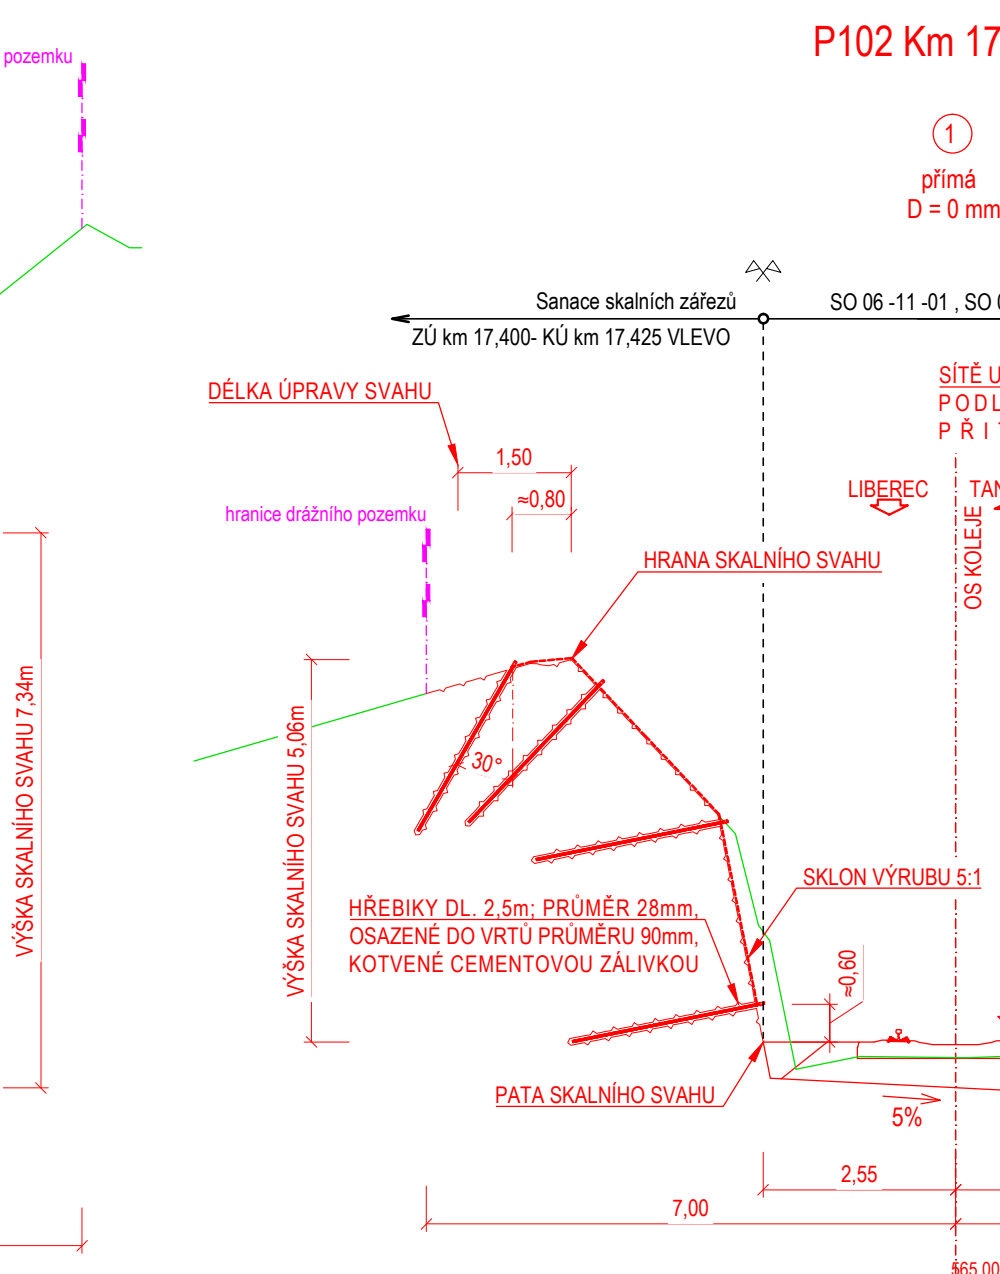 pozemku
P102 Km 17
1
přímá
D = 0 mm
Sanace skalních zářezů
SO 06 -11 -01 , SO
ZÚ km 17,400- KÚ km 17,425 VLEVO
DÉLKA ÚPRAVY SVAHU
SÍTĚ U
PODL
PŘI
1,50
≈0,80
LIBEREC
TAN
hranice drážního pozemku
OS KOLEJE
HRANA SKALNÍHO SVAHU
VÝŠKA SKALNÍHO SVAHU 7,34m
VÝŠKA SKALNÍHO SVAHU 5,06m
30°
SKLON VÝRUBU 5:1
HŘEBIKY DL. 2,5m; PRŮMĚR 28mm,
OSAZENÉ DO VRTŮ PRŮMĚRU 90mm,
KOTVENÉ CEMENTOVOU ZÁLIVKOU
≈0,60
PATA SKALNÍHO SVAHU
5%
2,55
7,00
565,00